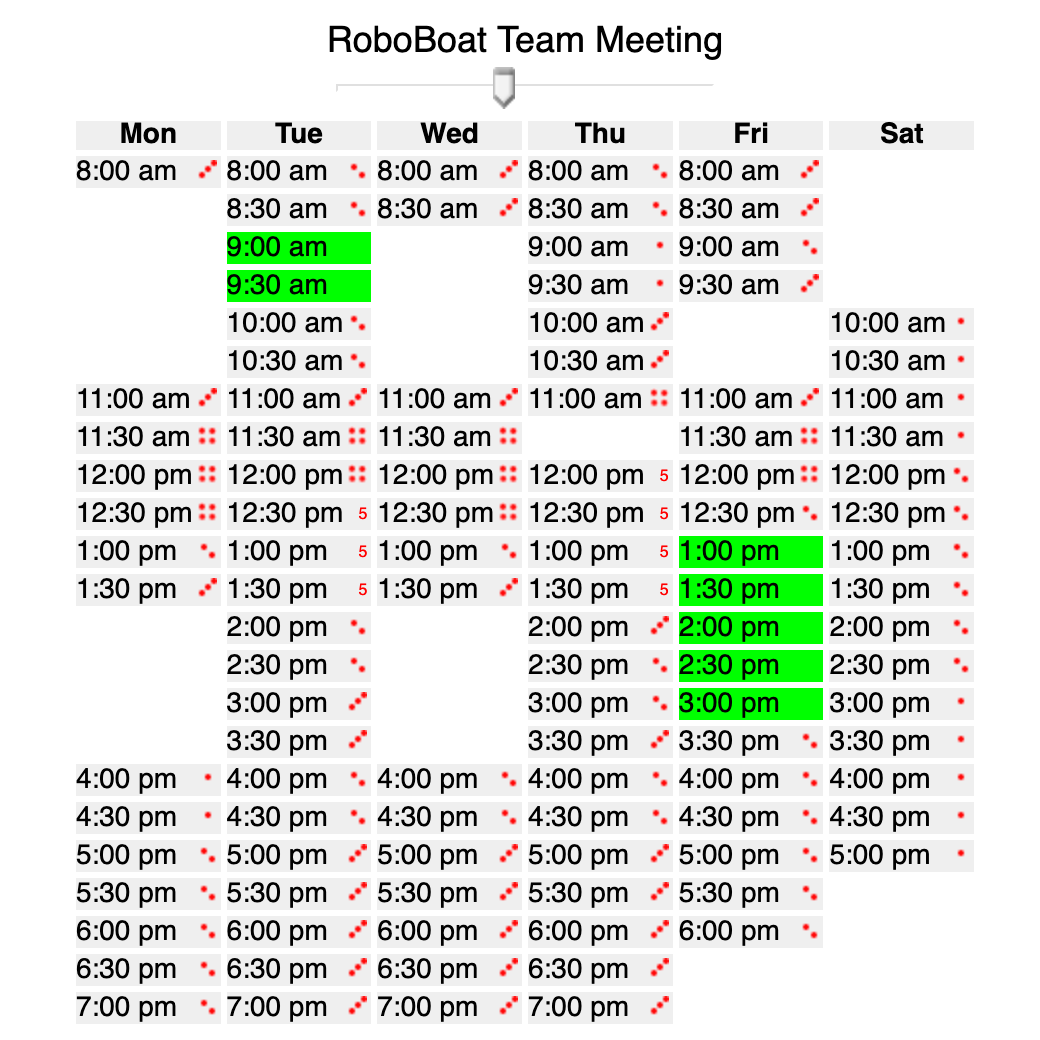 RoboBoat Team Meeting
Mon Tue Wed Thu Fri Sat
8:00 am 8:00 am 8:00 am 8:00 am 8:00 am
8:30 am 8:30 am 8:30 am 8:30 am
9:00 am 9:00 am 9:00 am
9:30 am 9:30 am 9:30 am
10:00 am 10:00 am 10:00 am
10:30 am 10:30 am 10:30 am
11:00 am 11:00 am 11:00 am 11:00 am 11:00 am 11:00 am
11:30 am 11:30 am 11:30 am 11:30 am 11:30 am
12:00 pm 12:00 pm 12:00 pm 12:00 pm 5 12:00 pm 12:00 pm
12:30 pm 12:30 pm 5 12:30 pm 12:30 pm 5 12:30 pm 12:30 pm
1:00 pm 1:00 pm 5 1:00 pm 1:00 pm 5 1:00 pm 1:00 pm
1:30 pm 1:30 pm 5 1:30 pm 1:30 pm 5 1:30 pm 1:30 pm
2:00 pm 2:00 pm 2:00 pm 2:00 pm
2:30 pm 2:30 pm 2:30 pm 2:30 pm
3:00 pm 3:00 pm 3:00 pm 3:00 pm
3:30 pm 3:30 pm 3:30 pm 3:30 pm
4:00 pm 4:00 pm 4:00 pm 4:00 pm 4:00 pm 4:00 pm
4:30 pm 4:30 pm 4:30 pm 4:30 pm 4:30 pm 4:30 pm
5:00 pm 5:00 pm 5:00 pm 5:00 pm 5:00 pm 5:00 pm
5:30 pm 5:30 pm 5:30 pm 5:30 pm 5:30 pm
6:00 pm 6:00 pm 6:00 pm 6:00 pm 6:00 pm
6:30 pm 6:30 pm 6:30 pm 6:30 pm
7:00 pm 7:00 pm 7:00 pm 7:00 pm